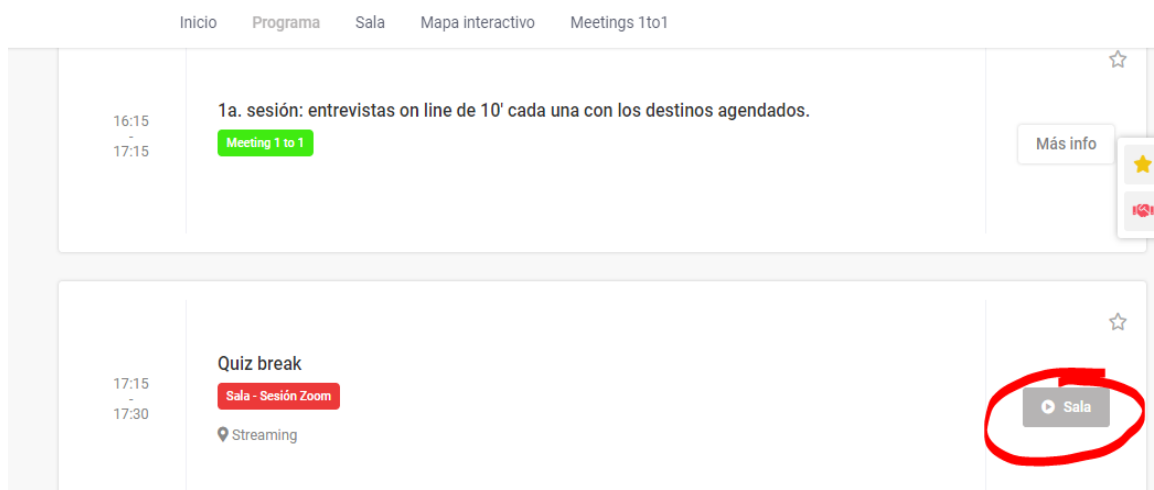 Inicio Programa Sala Mapa interactivo Meetings 1to1
16:15
-
17:15
1a. sesión: entrevistas on line de 10' cada una con los destinos agendados.
Meeting 1 to 1
Más info
17:15
-
17:30
Quiz break
Sala - Sesión Zoom
Streaming
Sala